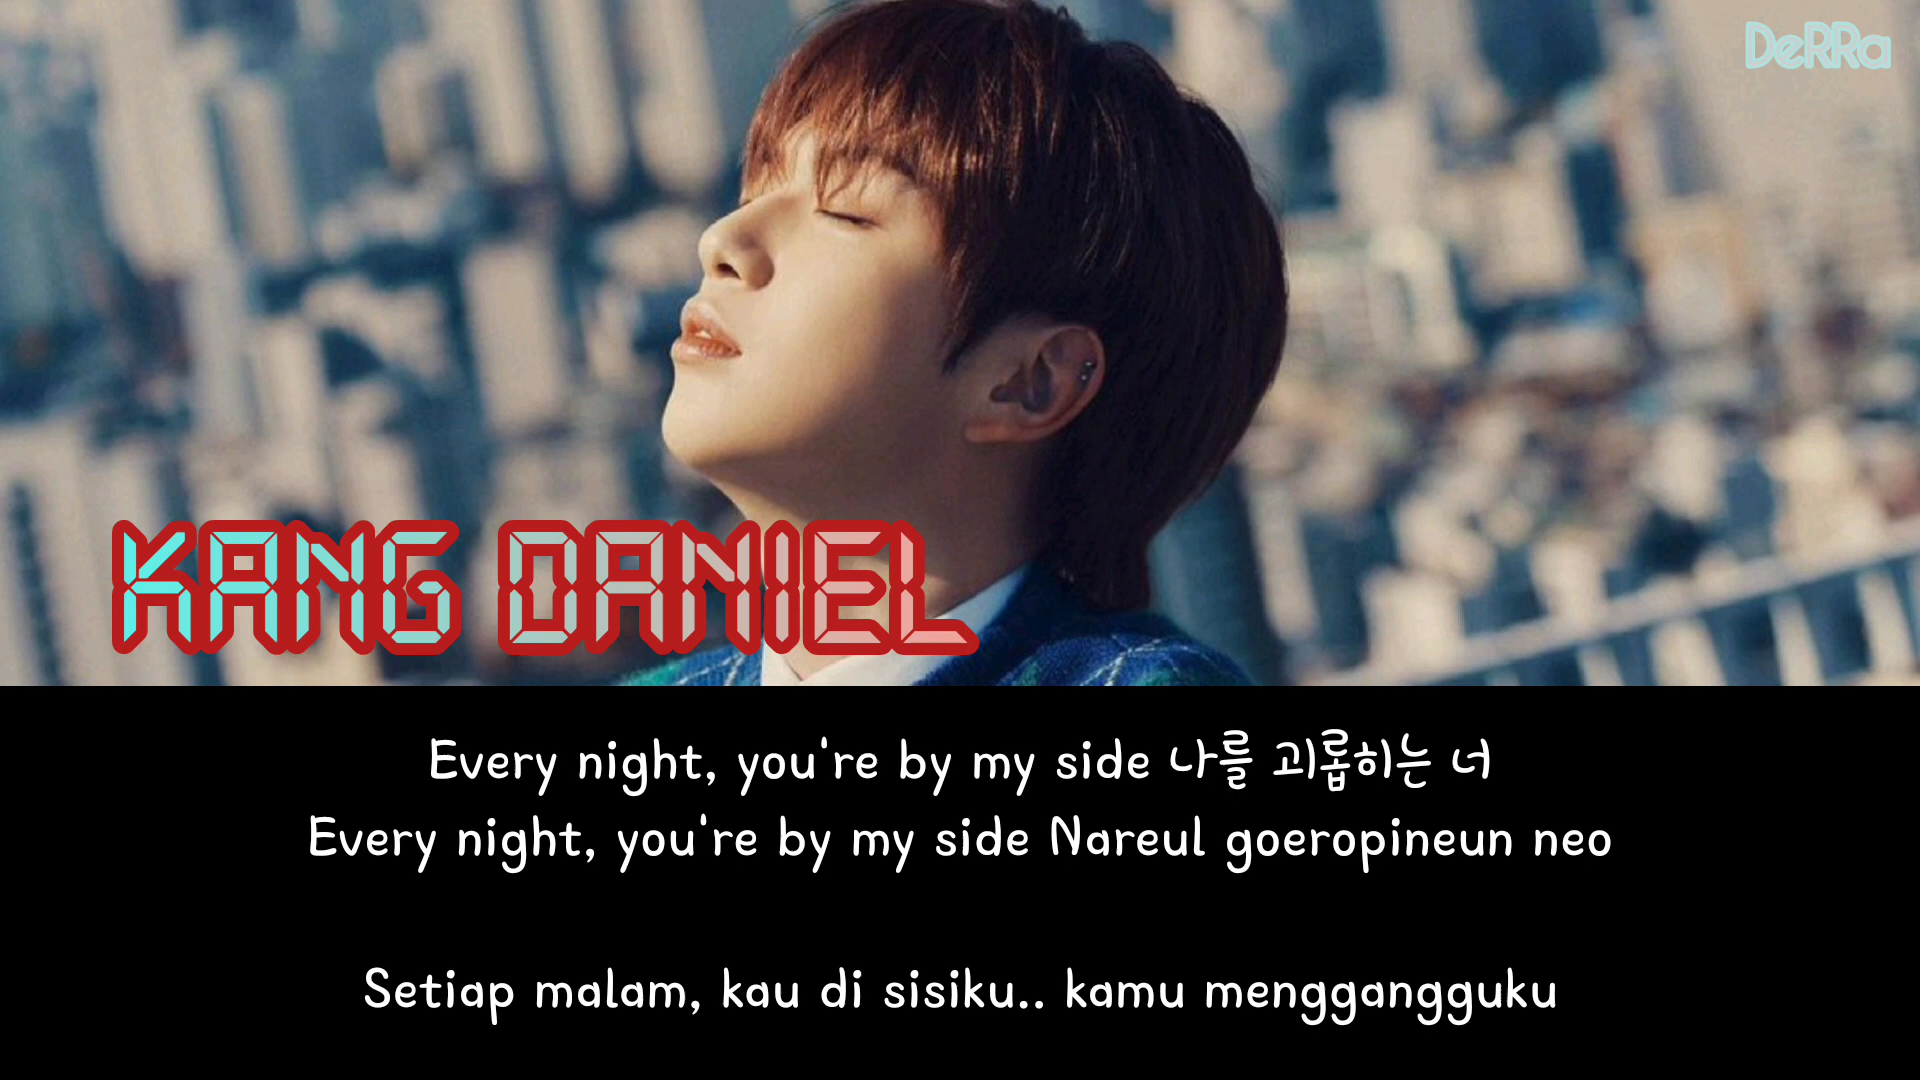 DeRRa
KANG DANIEL
Every night, you're by my side 나를 괴롭히는 너
Every night, you're by my side Nareul goeropineun neo
Setiap malam, kau di sisiku.. kamu menggangguku